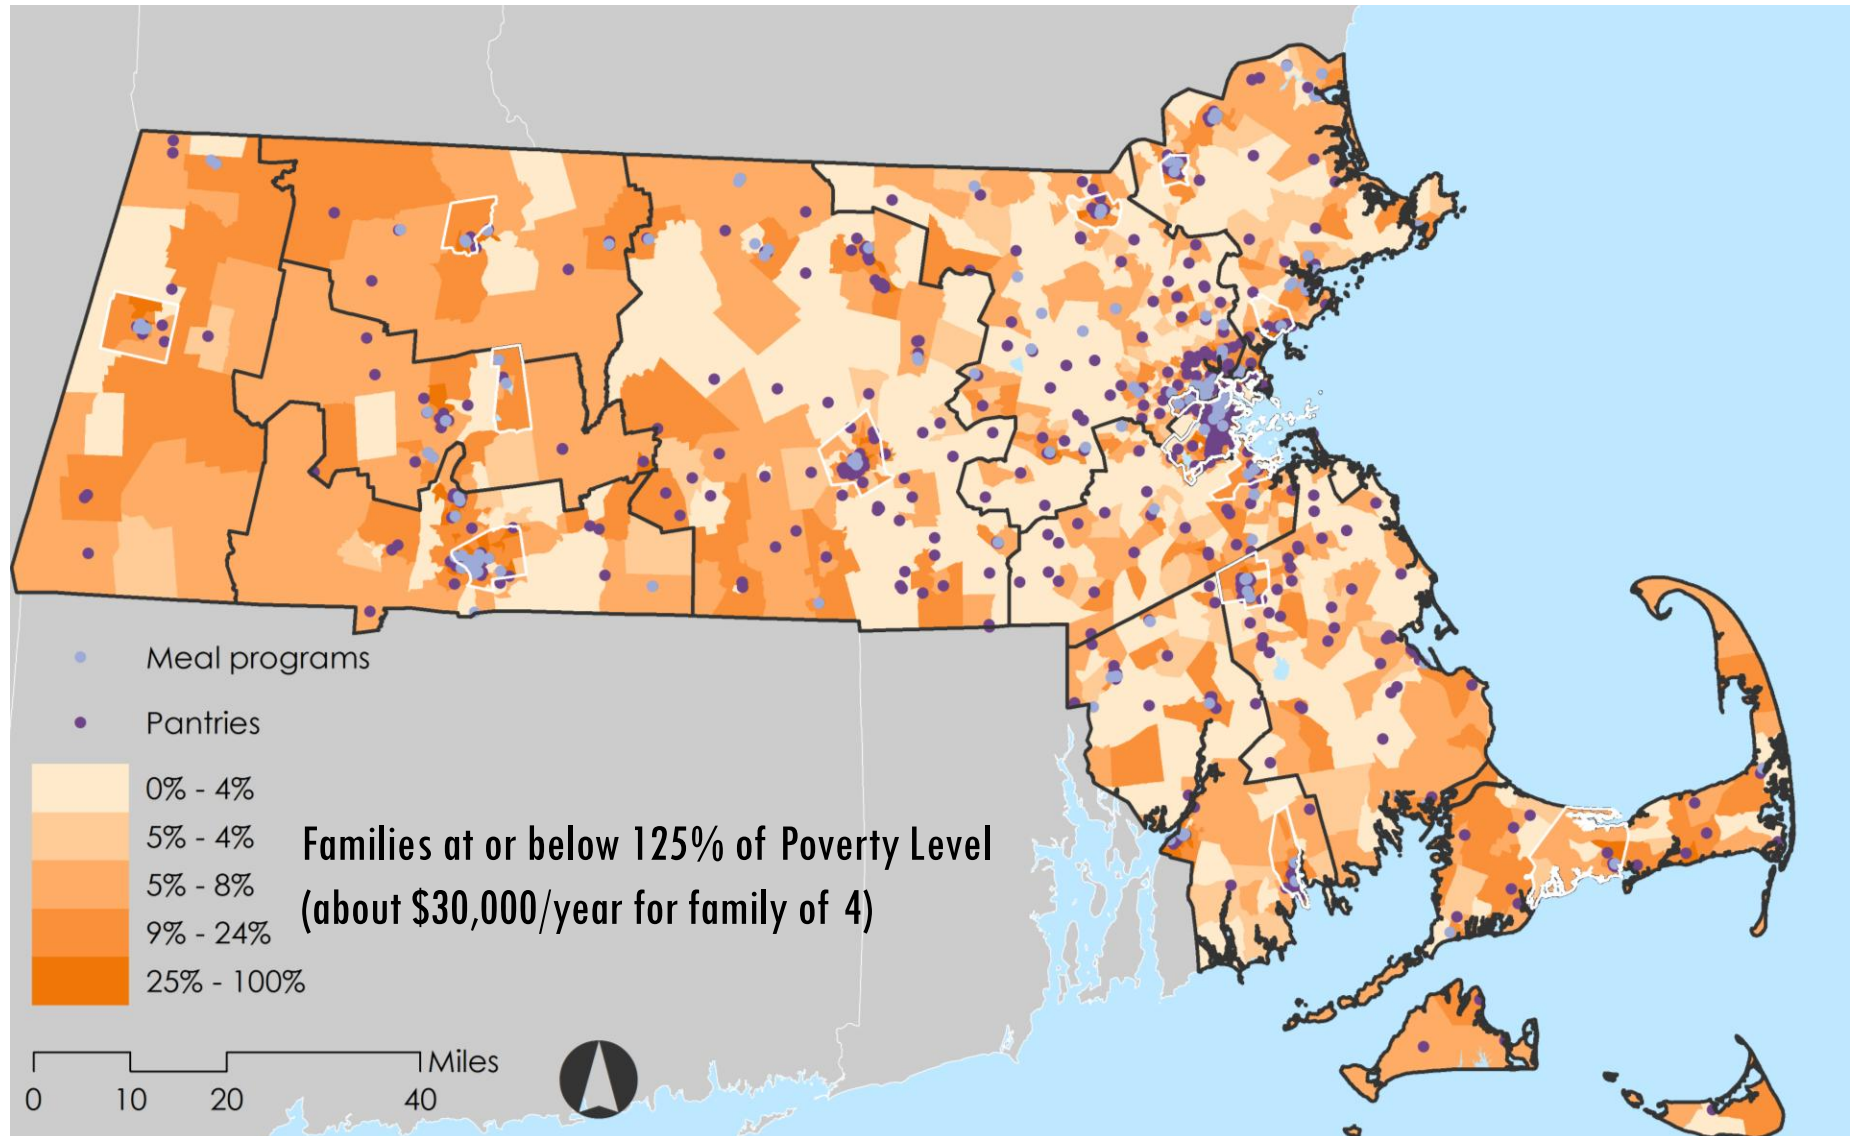 Meal programs
Pantries
0% - 4%
5% - 4%
5% - 8%
9% - 24%
25% - 100%
Families at or below 125% of Poverty Level
(about $30,000/year for family of 4)
Miles
0 10 20 40